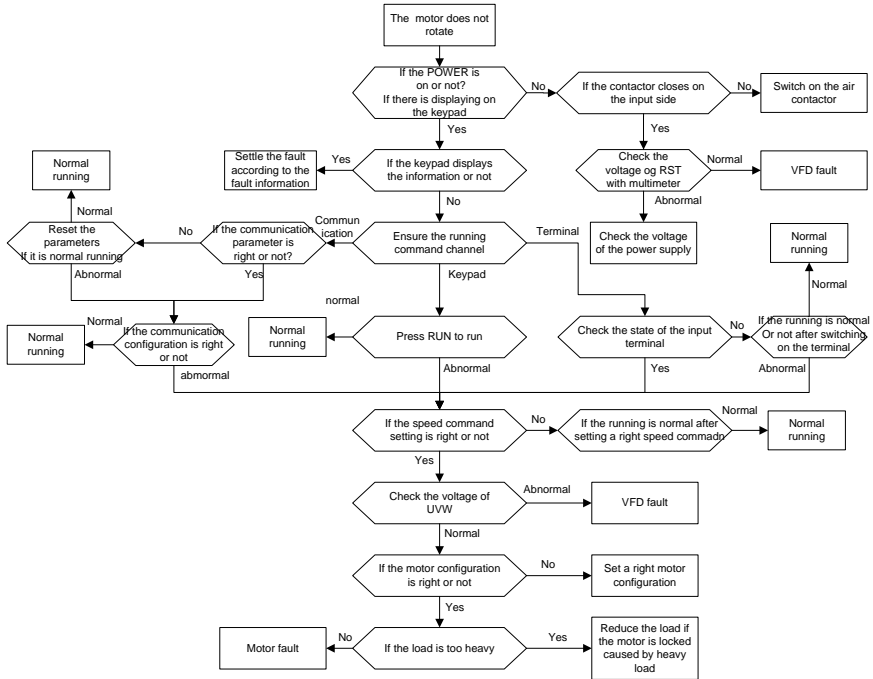 The motor does not
rotate
If the POWER is
on or not?
If there is displaying on
the keypad
No
If the contactor closes on
the input side
No
Switch on the air
contactor
Yes
Yes
Settle the fault
according to the
fault information
Yes
If the keypad displays
the information or not
Check the
voltage og RST
with multimeter
Normal
VFD fault
Normal
running
No
Abnormal
Normal
Reset the
parameters
If it is normal running
No
If the communication
parameter is
right or not?
Commun
ication
Ensure the running
command channel
Terminal
Check the voltage
of the power supply
Normal
running
Abnormal
Yes
Keypad
Normal
Normal
running
Normal
If the communication
configuration is right
or not
normal
Normal
running
Press RUN to run
Check the state of the input
terminal
No
If the running is normal
Or not after switching
on the terminal
abmormal
Abnormal
Yes
Abnormal
If the speed command
setting is right or not
No
If the running is normal after
setting a right speed commadn
Normal
Normal
running
Yes
Check the voltage of
UVW
Abnormal
VFD fault
Normal
If the motor configuration
is right or not
No
Set a right motor
configuration
Yes
Motor fault
No
If the load is too heavy
Yes
Reduce the load if
the motor is locked
caused by heavy
load